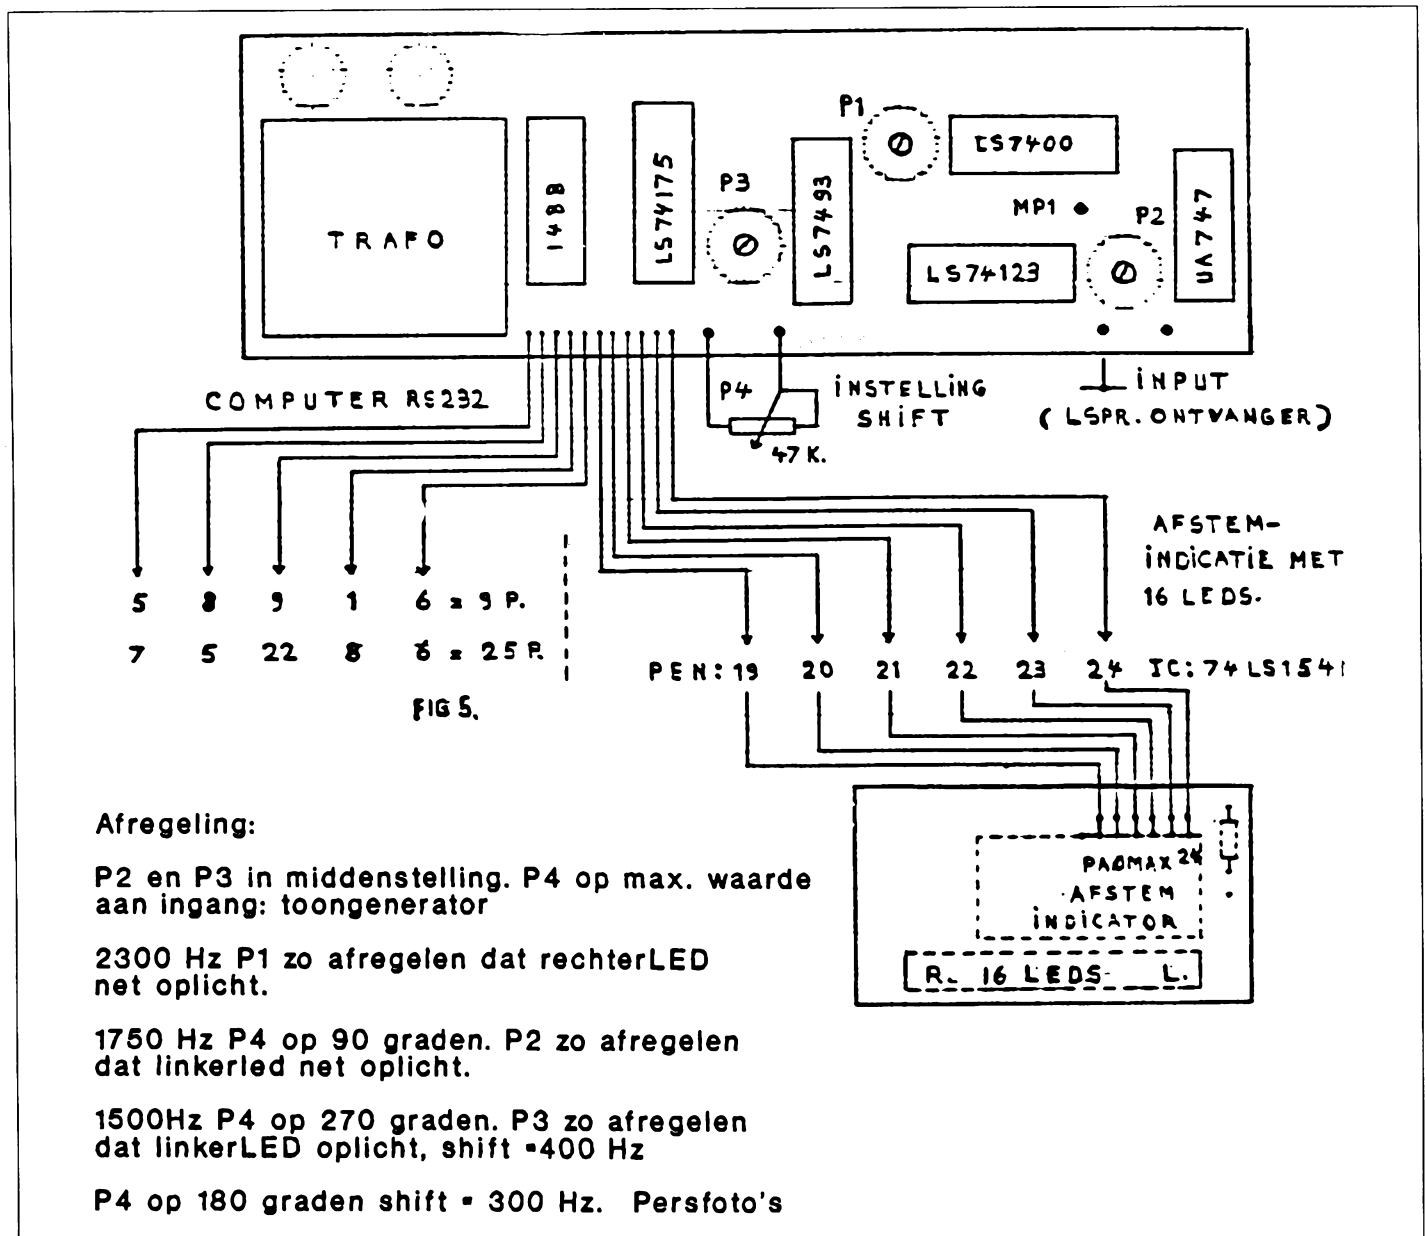 P1
LS7400
P3
MP1
P2
TRAFO
1488
LS74175
LS7493
LS74123
UA747
COMPUTER RS232
P4
iNSTELLiNG
SHiFT
iNPUT
(LSPR. ONTVANGER)
47 K.
AFSTEM-
iNDiCATiE MET
16 LEDS.
5 8 9 1 6 = 9 P.
7 5 22 8 6 = 25 P.
PEN: 19 20 21 22 23 24 IC: 74LS154
FIG 5.
24
AFSTEM
iNDiCATOR
R. 16 LEDS L.
Afregeling:
P2 en P3 in middenstelling. P4 op max. waarde
aan ingang: toongenerator
2300 Hz P1 zo afregelen dat rechterLED
net oplicht.
1750 Hz P4 op 90 graden. P2 zo afregelen
dat linkerled net oplicht.
1500Hz P4 op 270 graden. P3 zo afregelen
dat linkerLED oplicht, shift =400 Hz
P4 op 180 graden shift = 300 Hz. Persfoto's